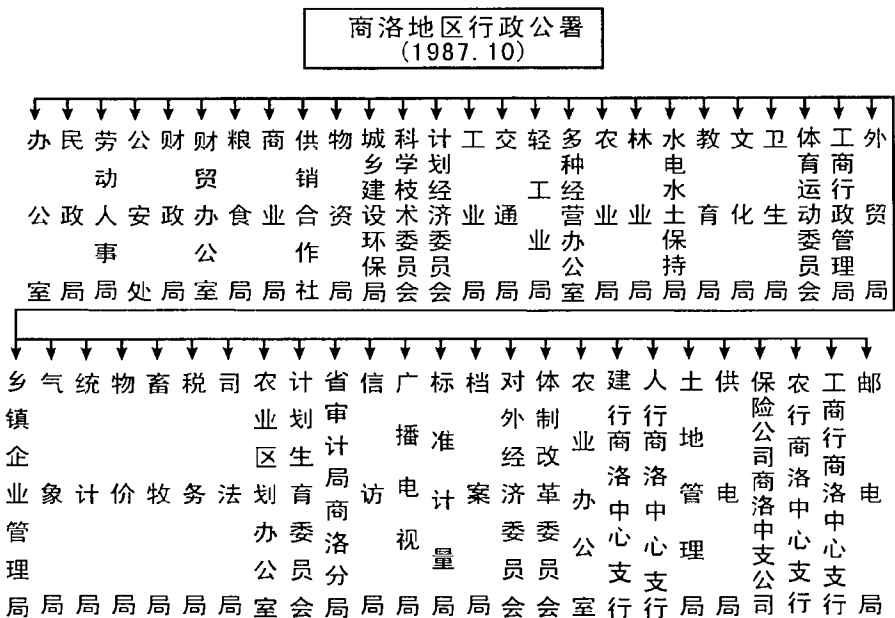 商洛地区行政公署
(1987.10)
办公室
民政局
劳动人事局
公安处
财政局
财贸办公室
粮食局
商业局
供销合作社
物资局
城乡建设环保局
科学技术委员会
计划经济委员会
工业局
交通局
轻工业局
多种经营办公室
农业局
林业局
水电水土保持局
教育局
文化局
卫生局
体育运动委员会
工商行政管理局
外贸局
乡镇企业管理局
气象局
统计局
物价局
畜牧局
税务局
司法局
农业区划办公室
计划生育委员会
省审计局商洛分局
信访局
广播电视局
标准计量局
档案局
对外经济委员会
体制改革委员会
农业办公室
建行商洛中心支行
人行商洛中心支行
土地管理局
供电局
保险公司商洛中支公司
农行商洛中心支行
工商行商洛中心支行
邮电局